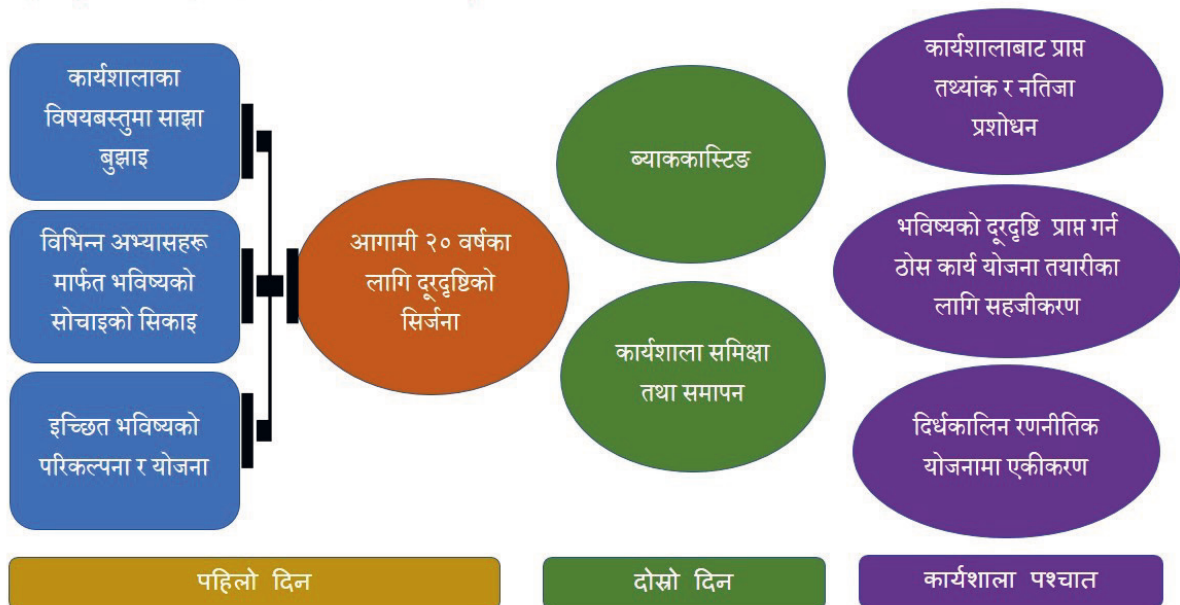 कार्यशालाका
विषयबस्तुमा साझा
बुझाइ
विभिन्न अभ्यासहरू
मार्फत भविष्यको
सोचाइको सिकाइ
इच्छित भविष्यको
परिकल्पना र योजना
आगामी २० वर्षका
लागि दूरदृष्टिको
सिर्जना
ब्याककास्टिङ
कार्यशाला समिक्षा
तथा समापन
कार्यशालाबाट प्राप्त
तथ्यांक र नतिजा
प्रशोधन
भविष्यको दूरदृष्टि प्राप्त गर्न
ठोस कार्य योजना तयारीका
लागि सहजीकरण
दिर्धकालिन रणनीतिक
योजनामा एकीकरण
पहिलो दिन
दोस्रो दिन
कार्यशाला पश्चात